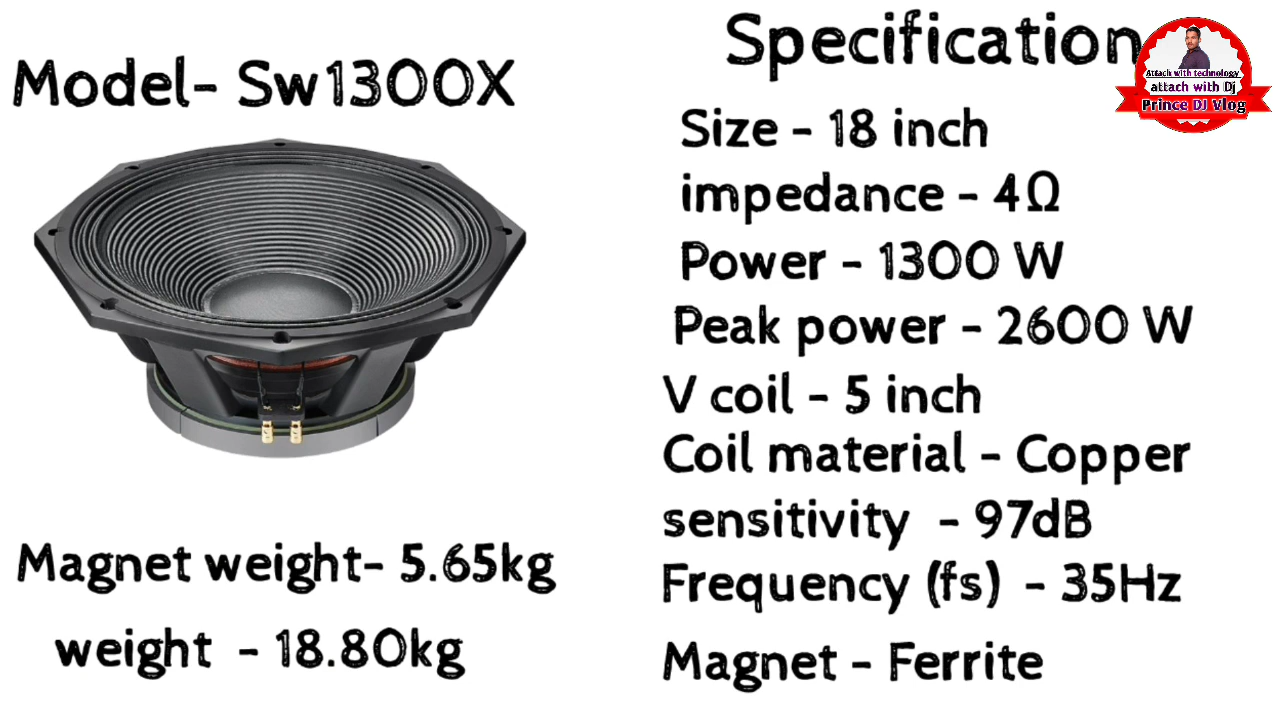 Model- Sw1300X
Magnet weight- 5.65kg
weight - 18.80kg
Specification
Size - 18 inch
impedance - 4Ω
Power - 1300 W
Peak power - 2600 W
V coil - 5 inch
Coil material - Copper
sensitivity - 97dB
Frequency (fs) - 35Hz
Magnet - Ferrite
Attach with technology
attach with Dj
Prince DJ Vlog